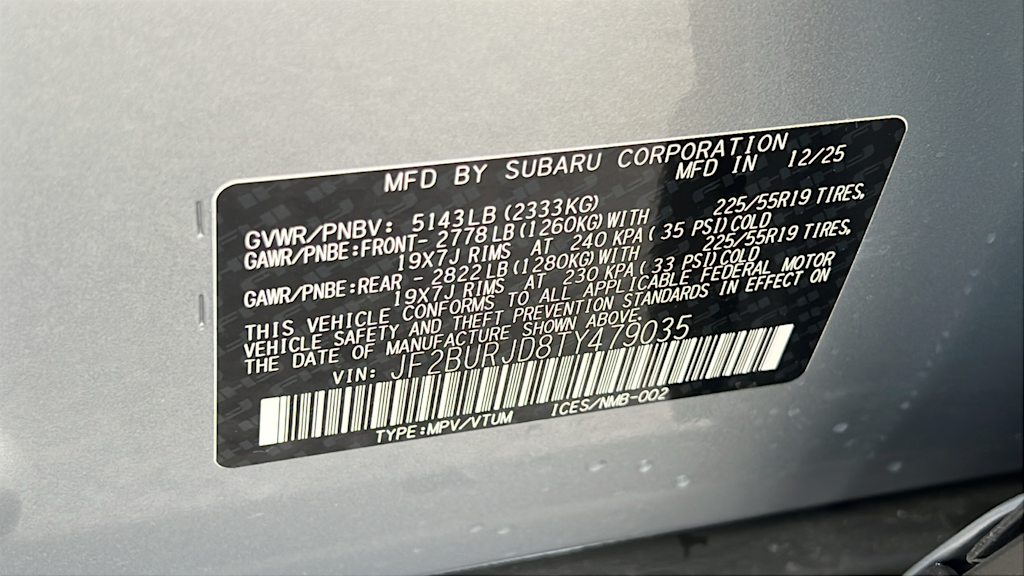 MFD BY SUBARU CORPORATION
MFD IN 12/25
GVWR/PNBV: 5143LB(2333KG)
GAWR/PNBE:FRONT- 2778LB(1260KG)WITH 225/55R19 TIRES,
19X7J RIMS AT 240 KPA(35 PSI)COLD
GAWR/PNBE:REAR - 2822LB(1280KG)WITH 225/55R19 TIRES,
19X7J RIMS AT 230 KPA(33 PSI)COLD
THIS VEHICLE CONFORMS TO ALL APPLICABLE FEDERAL MOTOR
VEHICLE SAFETY AND THEFT PREVENTION STANDARDS IN EFFECT ON
THE DATE OF MANUFACTURE SHOWN ABOVE.
VIN: JF2BURJD8TY479035
TYPE:MPV/VTUM ICES/NMB-002